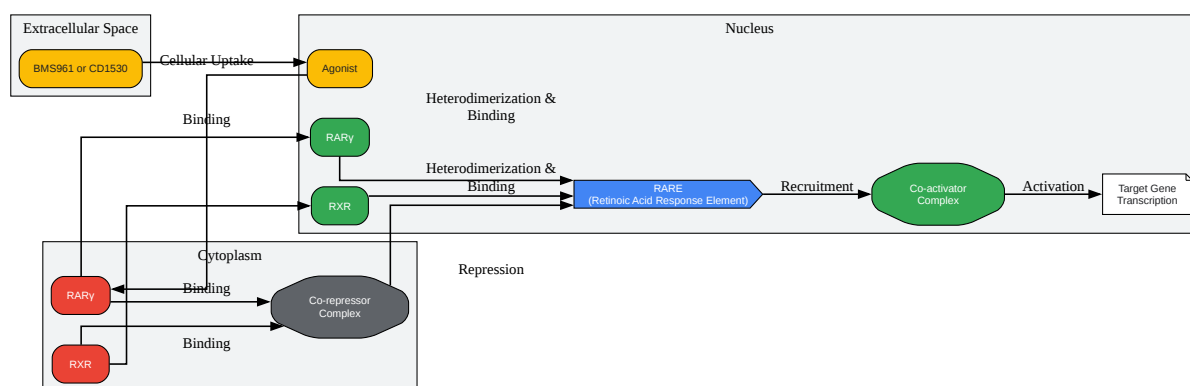 Extracellular Space
BMS961 or CD1530
Cellular Uptake
Nucleus
Agonist
Binding
RARγ
Heterodimerization &
Binding
Heterodimerization &
Binding
RXR
RARE
(Retinoic Acid Response Element)
Recruitment
Co-activator
Complex
Activation
Target Gene
Transcription
Cytoplasm
RARγ
Binding
Co-repressor
Complex
Repression
Binding
RXR